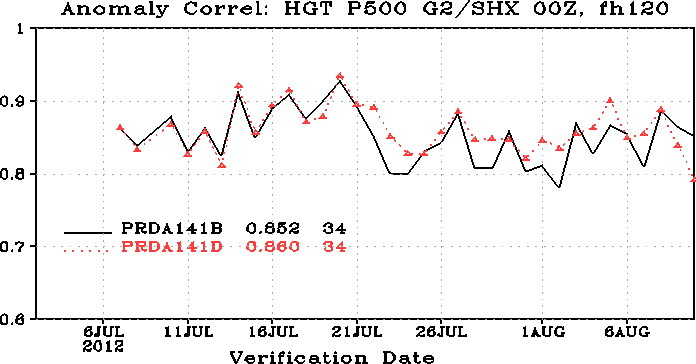 Anomaly Correl: HGT P500 G2/SHX 00Z, fh120
1
0.9
0.8
0.7
0.6
PRDA141B 0.852 34
PRDA141D 0.860 34
6JUL 11JUL 16JUL 21JUL 26JUL 1AUG 6AUG
2012
Verification Date